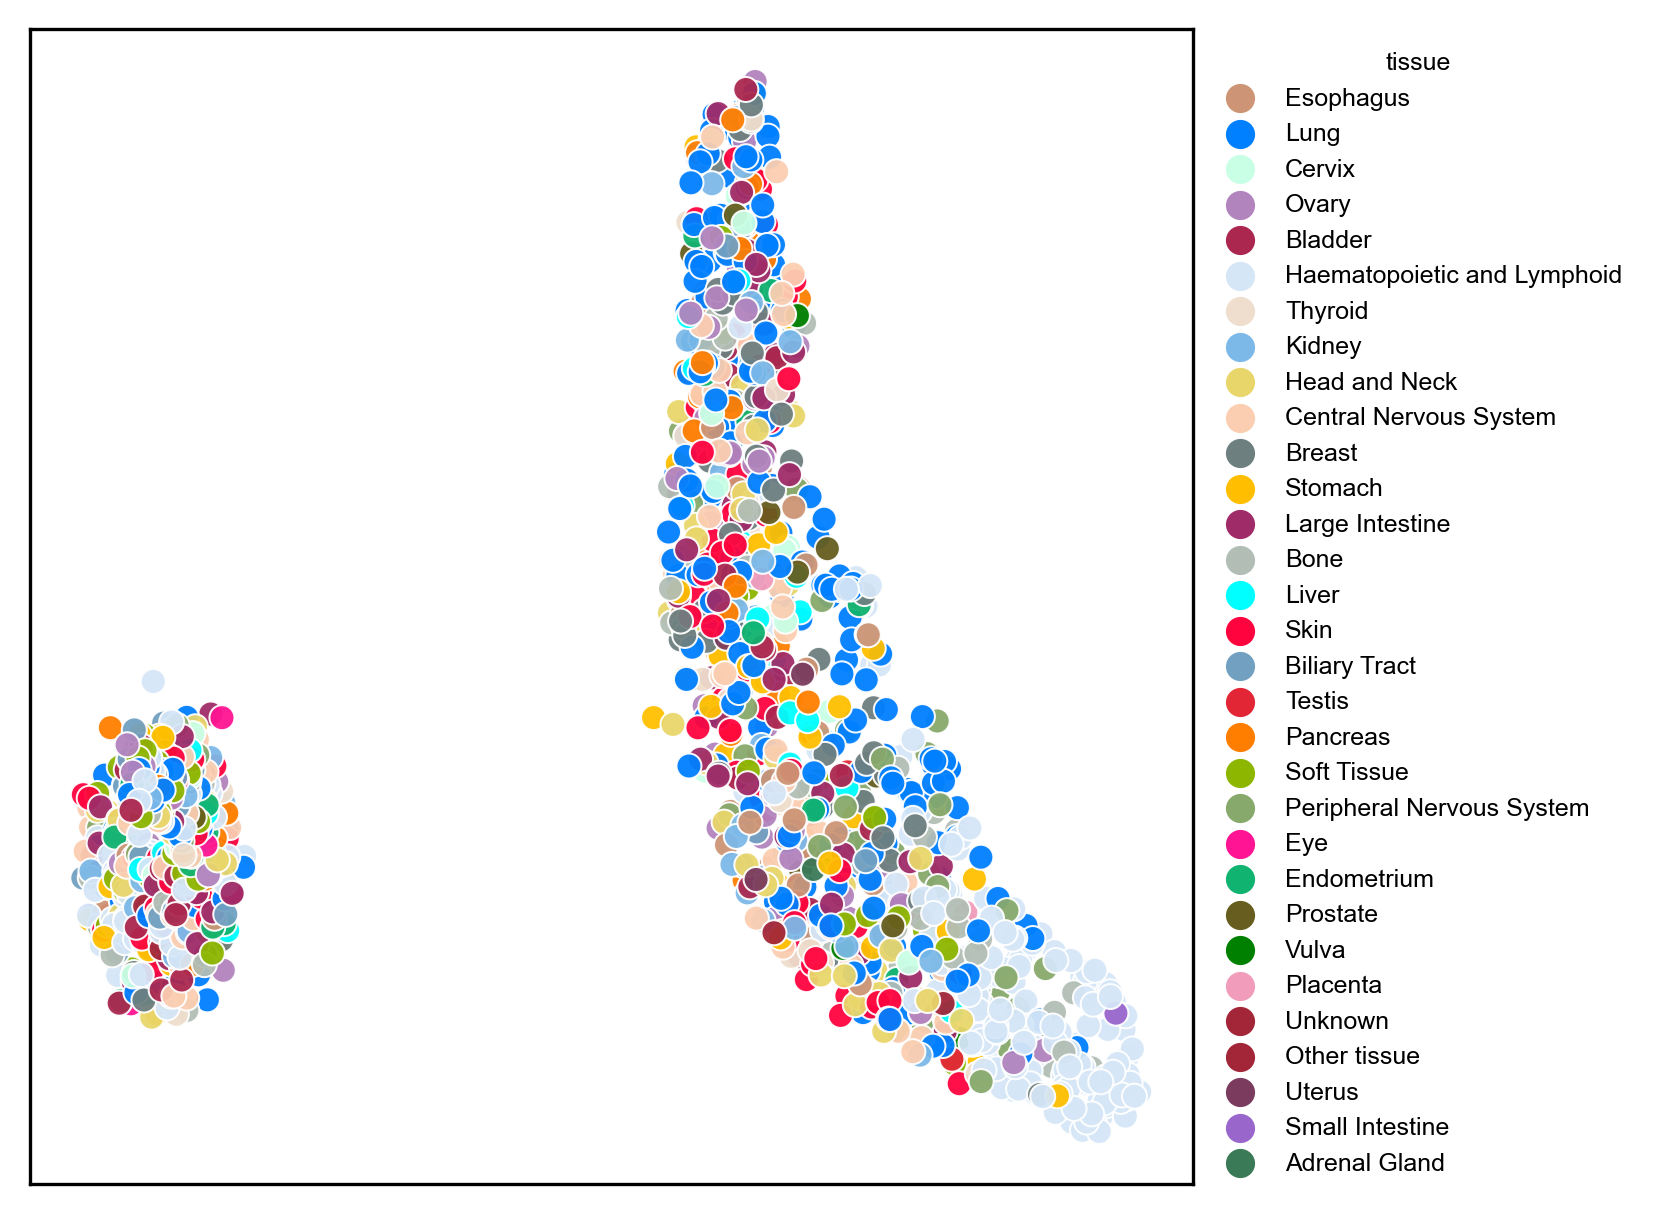 tissue
Esophagus
Lung
Cervix
Ovary
Bladder
Haematopoietic and Lymphoid
Thyroid
Kidney
Head and Neck
Central Nervous System
Breast
Stomach
Large Intestine
Bone
Liver
Skin
Biliary Tract
Testis
Pancreas
Soft Tissue
Peripheral Nervous System
Eye
Endometrium
Prostate
Vulva
Placenta
Unknown
Other tissue
Uterus
Small Intestine
Adrenal Gland